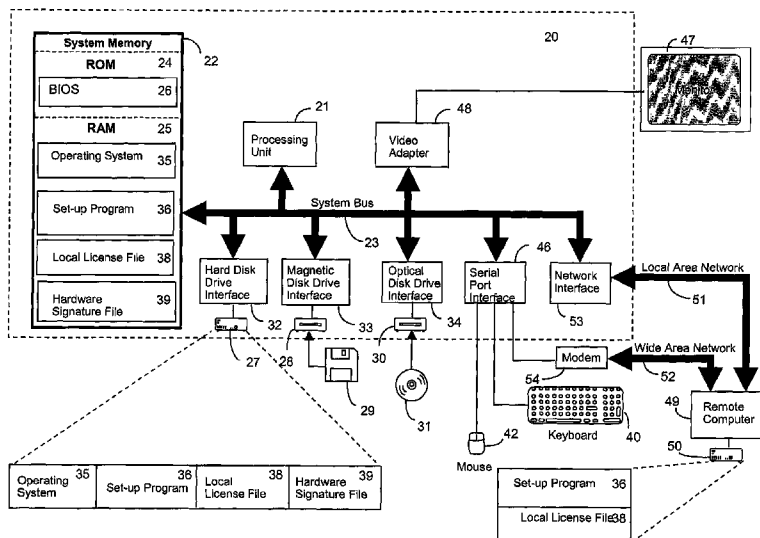 System Memory
22
ROM 24
BIOS 26
RAM 25
Operating System 35
Set-up Program 36
Local License File 38
Hardware Signature File 39
20
47
Monitor
21
Processing Unit
48
Video Adapter
System Bus
23
Hard Disk Drive Interface
32
Magnetic Disk Drive Interface
33
Optical Disk Drive Interface
34
46
Serial Port Interface
Network Interface
53
Local Area Network
51
Wide Area Network
52
27
28
29
30
31
Modem
54
42
Mouse
Keyboard
40
49
Remote Computer
50
Operating System 35
Set-up Program 36
Local License File 38
Hardware Signature File 39
Set-up Program 36
Local License File 38